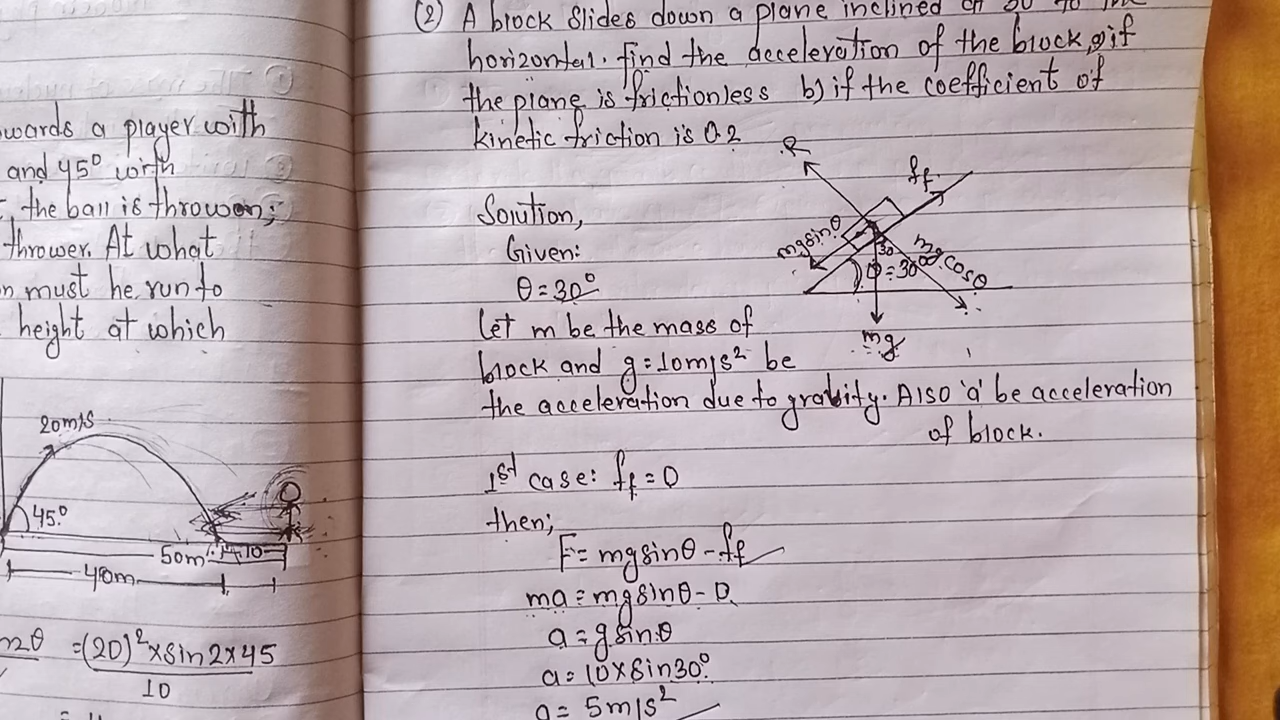 wards a player with
and 45° with
the ball is thrown;
thrower. At what
must he run to
height at which
20m/s
45°
50m
10
40m
= (20)² × sin 2×45
10
(2) A block slides down a plane inclined at 30° to the
horizontal. find the acceleration of the block, a) if
the plane is frictionless b) if the coefficient of
kinetic friction is 0.2
R
ff
mgsinθ
30
θ=30°
mg cosθ
mg
Solution,
Given:
θ = 30°
let m be the mass of
block and g = 10m/s² be
the acceleration due to gravity. Also 'a' be acceleration
of block.
1st case: ff = 0
then;
F = mgsinθ - ff
ma = mgsinθ - 0
a = gsinθ
a = 10 × sin30°
a = 5m/s²